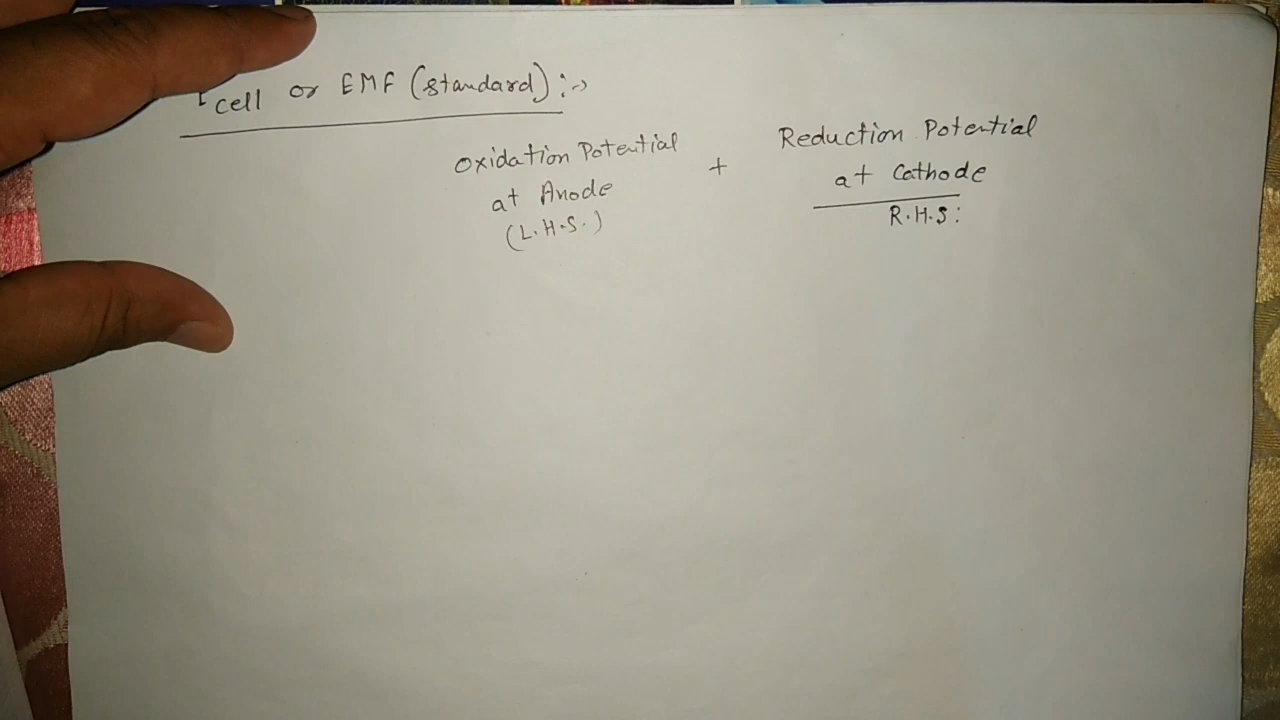 cell or EMF (standard) :->
Oxidation Potential + Reduction Potential
at Anode at Cathode
(L.H.S.) R.H.S: